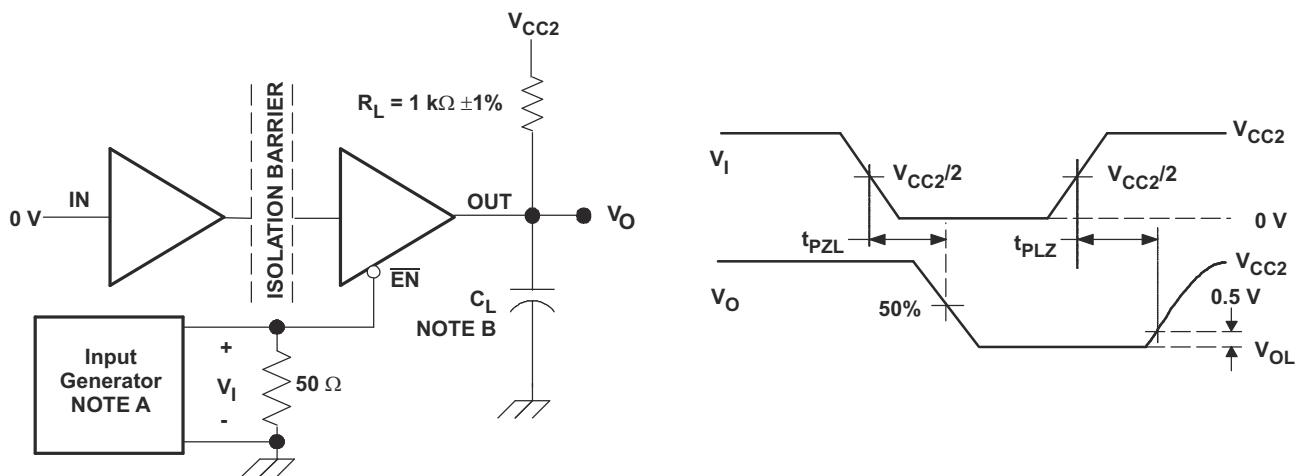 V_CC2
R_L = 1 kΩ ±1%
ISOLATION BARRIER
IN
0 V
OUT
V_O
E̅N̅
C_L
NOTE B
Input
Generator
NOTE A
+
V_I
-
50 Ω
V_I
V_CC2
V_CC2/2
V_CC2/2
0 V
t_PZL
t_PLZ
V_O
V_CC2
50%
0.5 V
V_OL